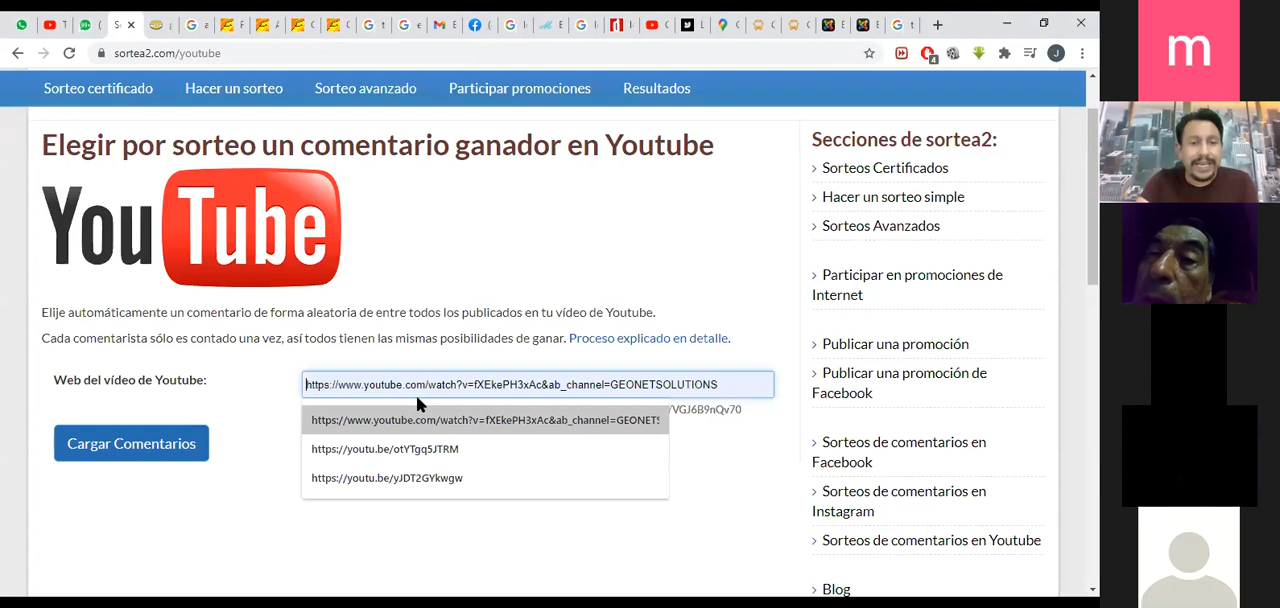 sortea2.com/youtube
4
J
Sorteo certificado
Hacer un sorteo
Sorteo avanzado
Participar promociones
Resultados
Elegir por sorteo un comentario ganador en Youtube
YouTube
Elije automáticamente un comentario de forma aleatoria de entre todos los publicados en tu vídeo de Youtube.
Cada comentarista sólo es contado una vez, así todos tienen las mismas posibilidades de ganar. Proceso explicado en detalle.
Web del vídeo de Youtube:
https://www.youtube.com/watch?v=fXEkePH3xAc&ab_channel=GEONETSOLUTIONS
/VGJ6B9nQv70
https://www.youtube.com/watch?v=fXEkePH3xAc&ab_channel=GEONETS
https://youtu.be/otYTgq5JTRM
https://youtu.be/yJDT2GYkwgw
Cargar Comentarios
Secciones de sortea2:
Sorteos Certificados
Hacer un sorteo simple
Sorteos Avanzados
Participar en promociones de
Internet
Publicar una promoción
Publicar una promoción de
Facebook
Sorteos de comentarios en
Facebook
Sorteos de comentarios en
Instagram
Sorteos de comentarios en Youtube
Blog
m